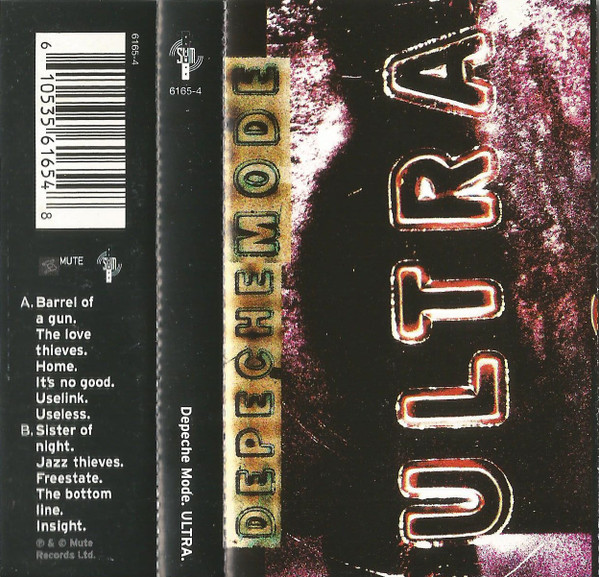 6165-4
6 10535 61654 8
MUTE
A. Barrel of
a gun.
The love
thieves.
Home.
It's no good.
Uselink.
Useless.
B. Sister of
night.
Jazz thieves.
Freestate.
The bottom
line.
Insight.
℗ & © Mute
Records Ltd.
6165-4
Depeche Mode. ULTRA.
DEPECHE MODE
ULTRA